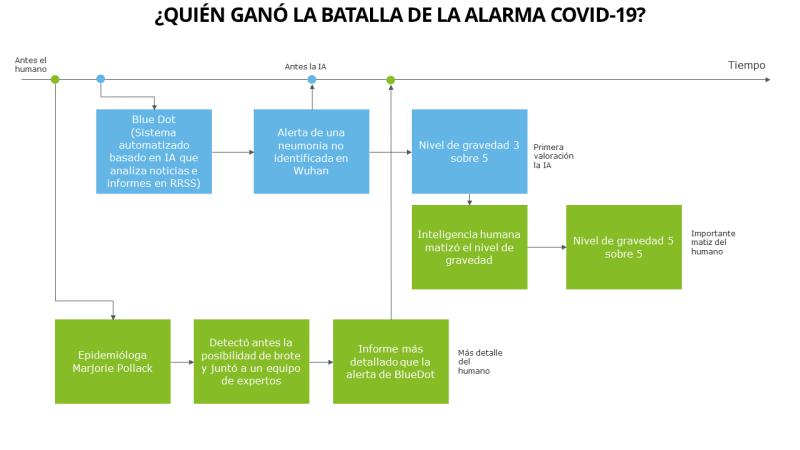 ¿QUIÉN GANÓ LA BATALLA DE LA ALARMA COVID-19?
Antes el
humano
Antes la IA
Tiempo
Blue Dot
(Sistema
automatizado
basado en IA que
analiza noticias e
informes en RRSS)
Alerta de una
neumonía no
identificada en
Wuhan
Nivel de gravedad 3
sobre 5
Primera
valoración
la IA
Inteligencia humana
matizó el nivel de
gravedad
Nivel de gravedad 5
sobre 5
Importante
matiz del
humano
Epidemióloga
Marjorie Pollack
Detectó antes la
posibilidad de brote
y juntó a un equipo
de expertos
Informe más
detallado que la
alerta de BlueDot
Más detalle
del
humano